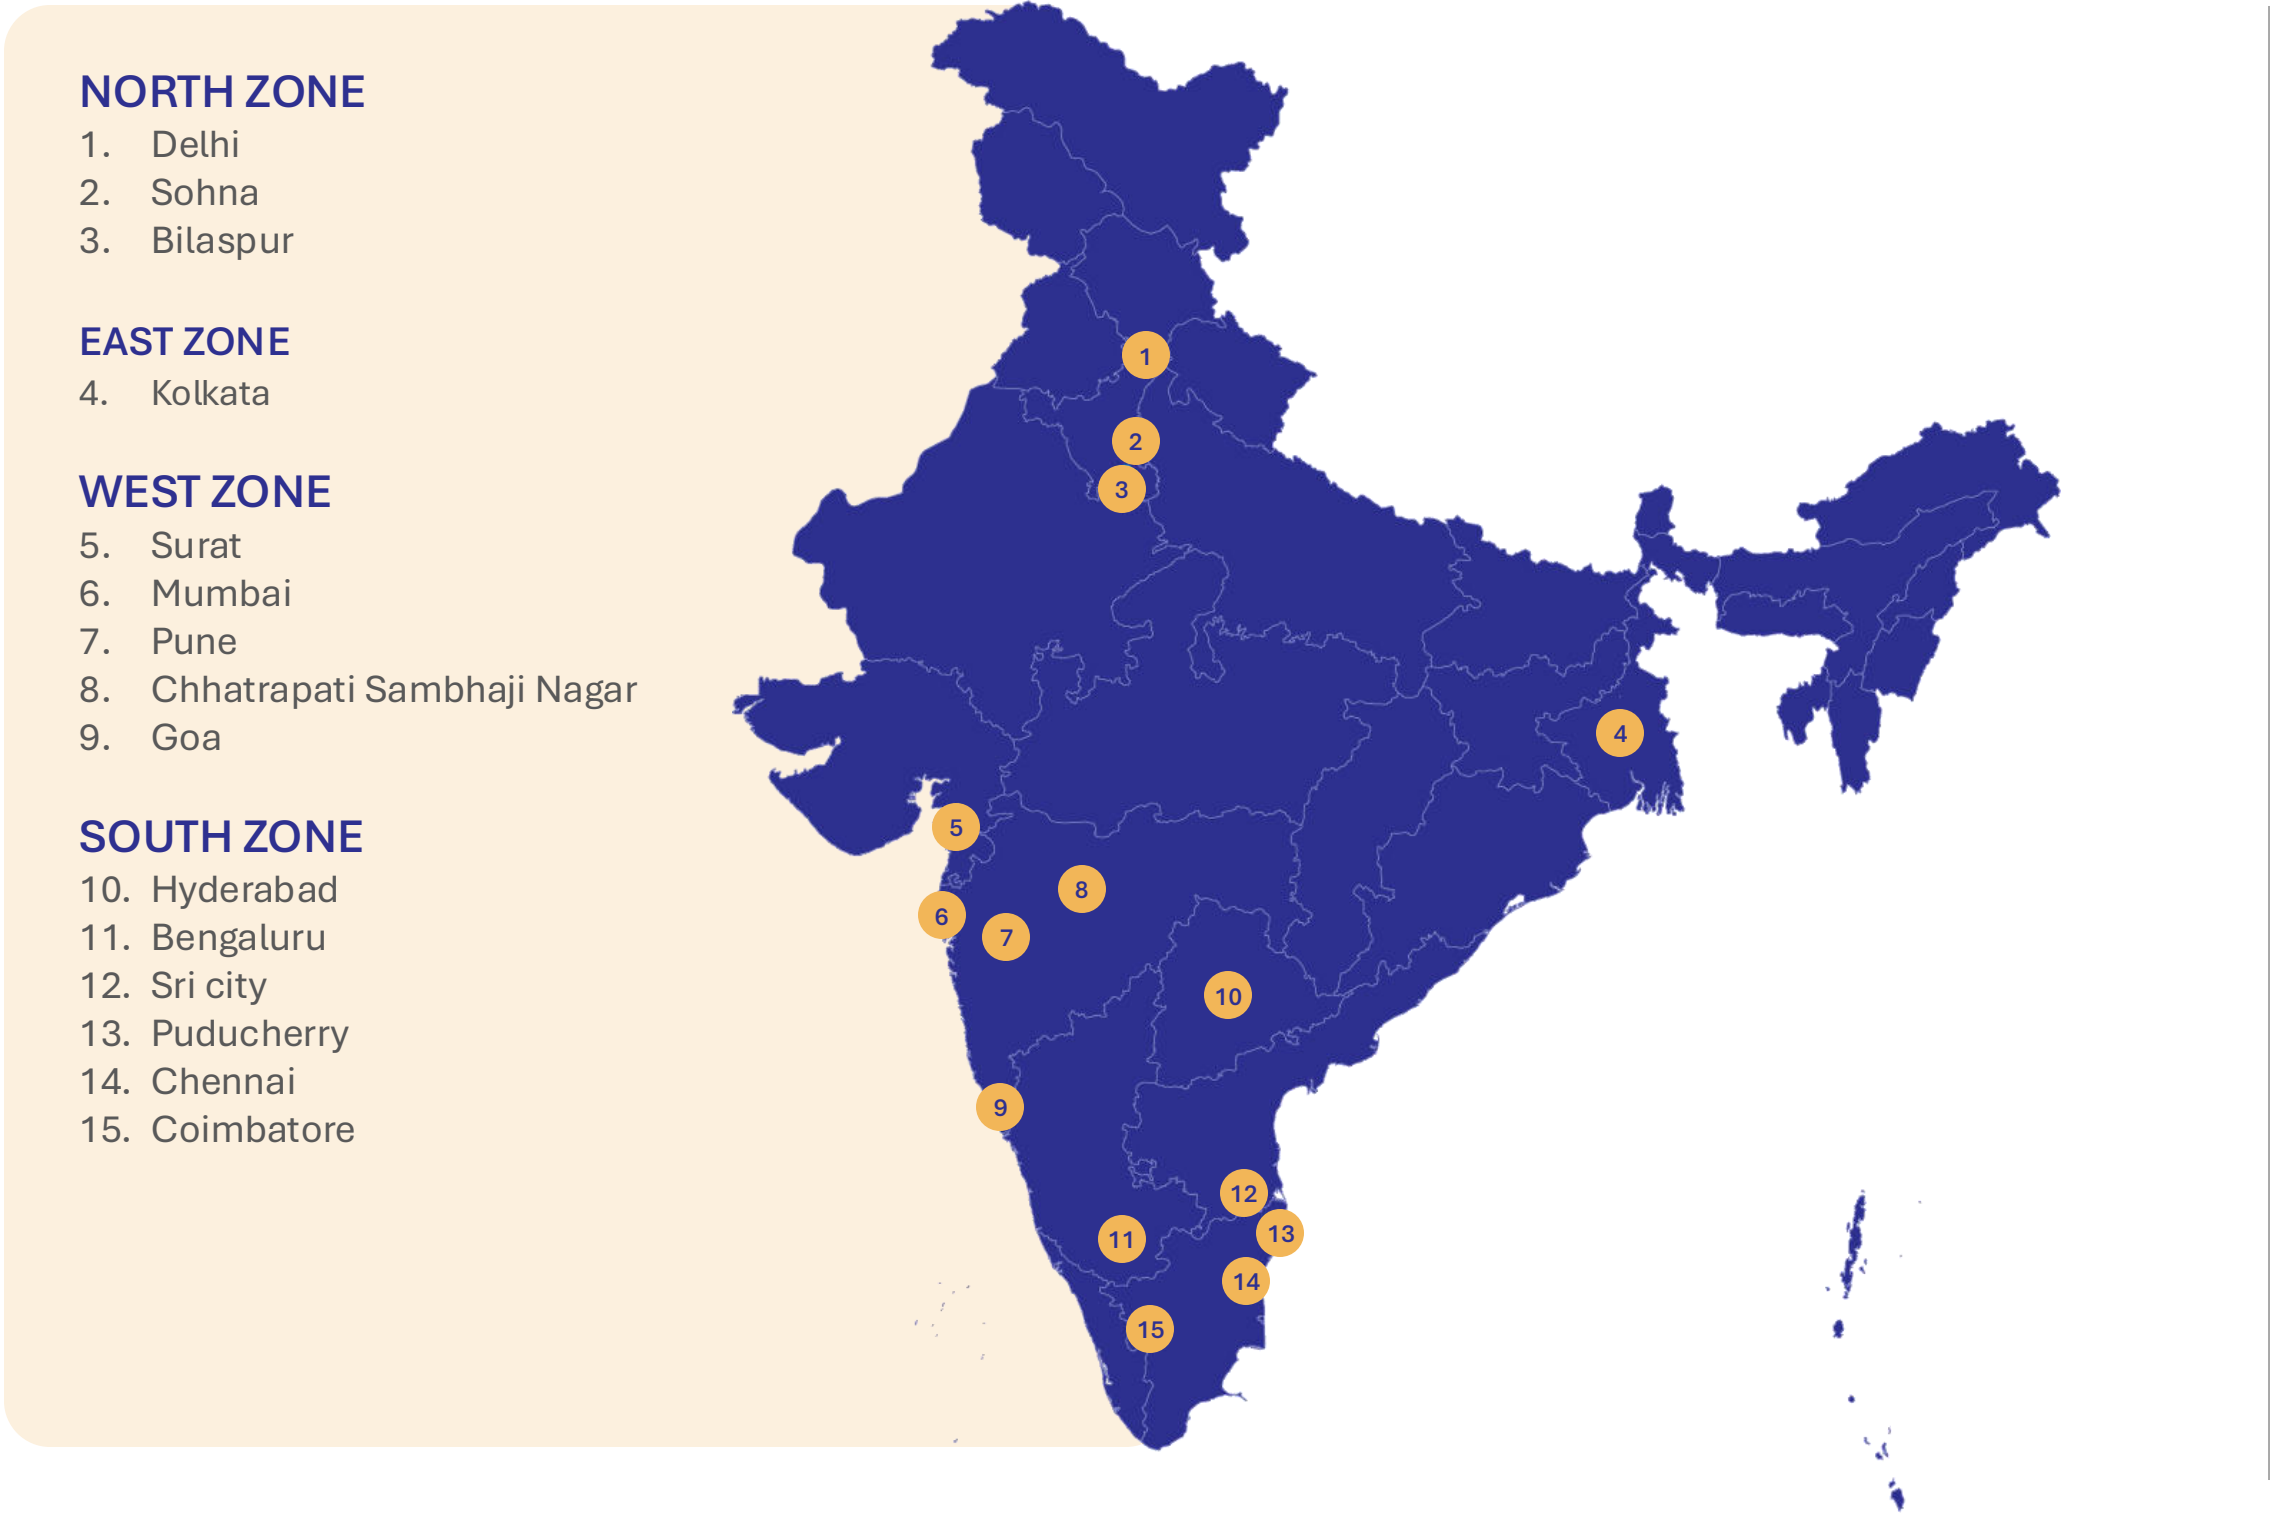 NORTH ZONE
1. Delhi
2. Sohna
3. Bilaspur
EAST ZONE
4. Kolkata
WEST ZONE
5. Surat
6. Mumbai
7. Pune
8. Chhatrapati Sambhaji Nagar
9. Goa
SOUTH ZONE
10. Hyderabad
11. Bengaluru
12. Sri city
13. Puducherry
14. Chennai
15. Coimbatore
1
2
3
4
5
6
7
8
9
10
11
12
13
14
15